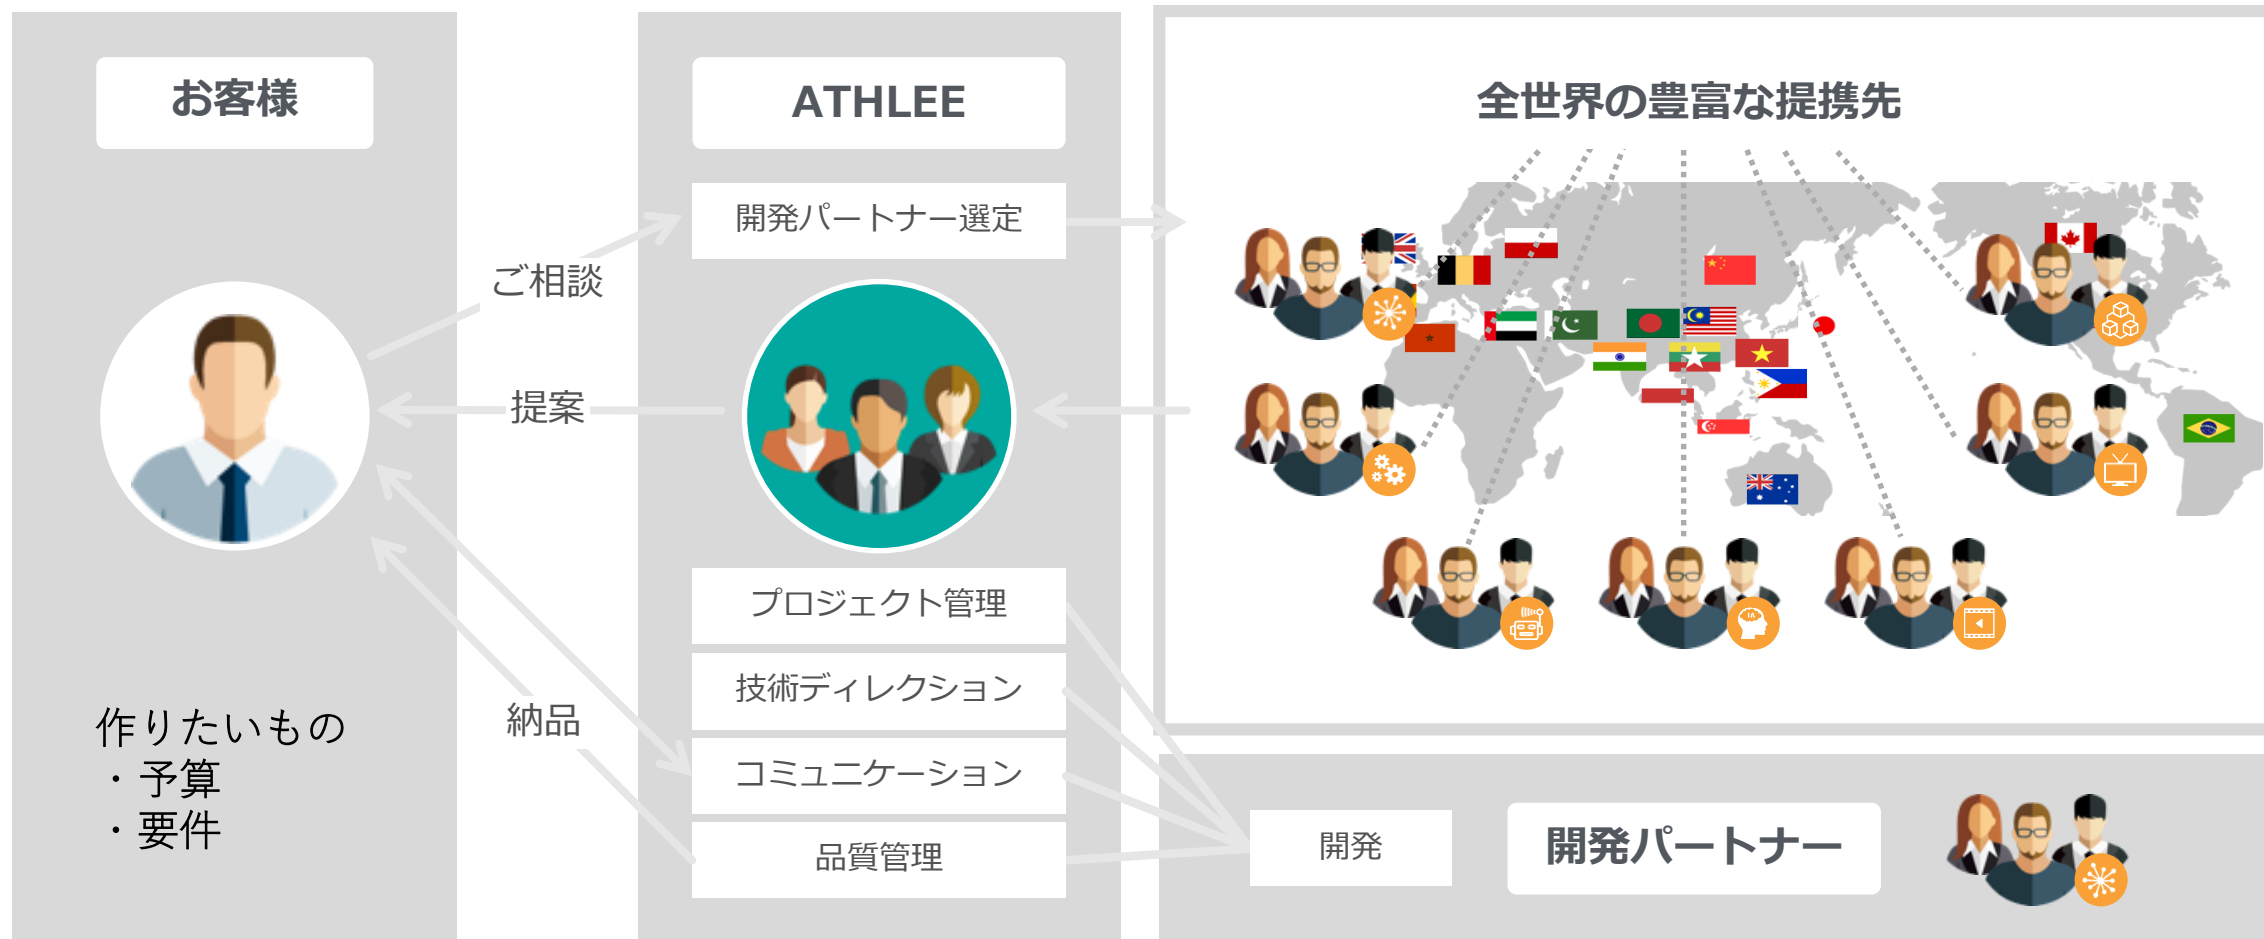 お客様
作りたいもの
・予算
・要件
ご相談
提案
納品
ATHLEE
開発パートナー選定
プロジェクト管理
技術ディレクション
コミュニケーション
品質管理
全世界の豊富な提携先
IA
開発
開発パートナー